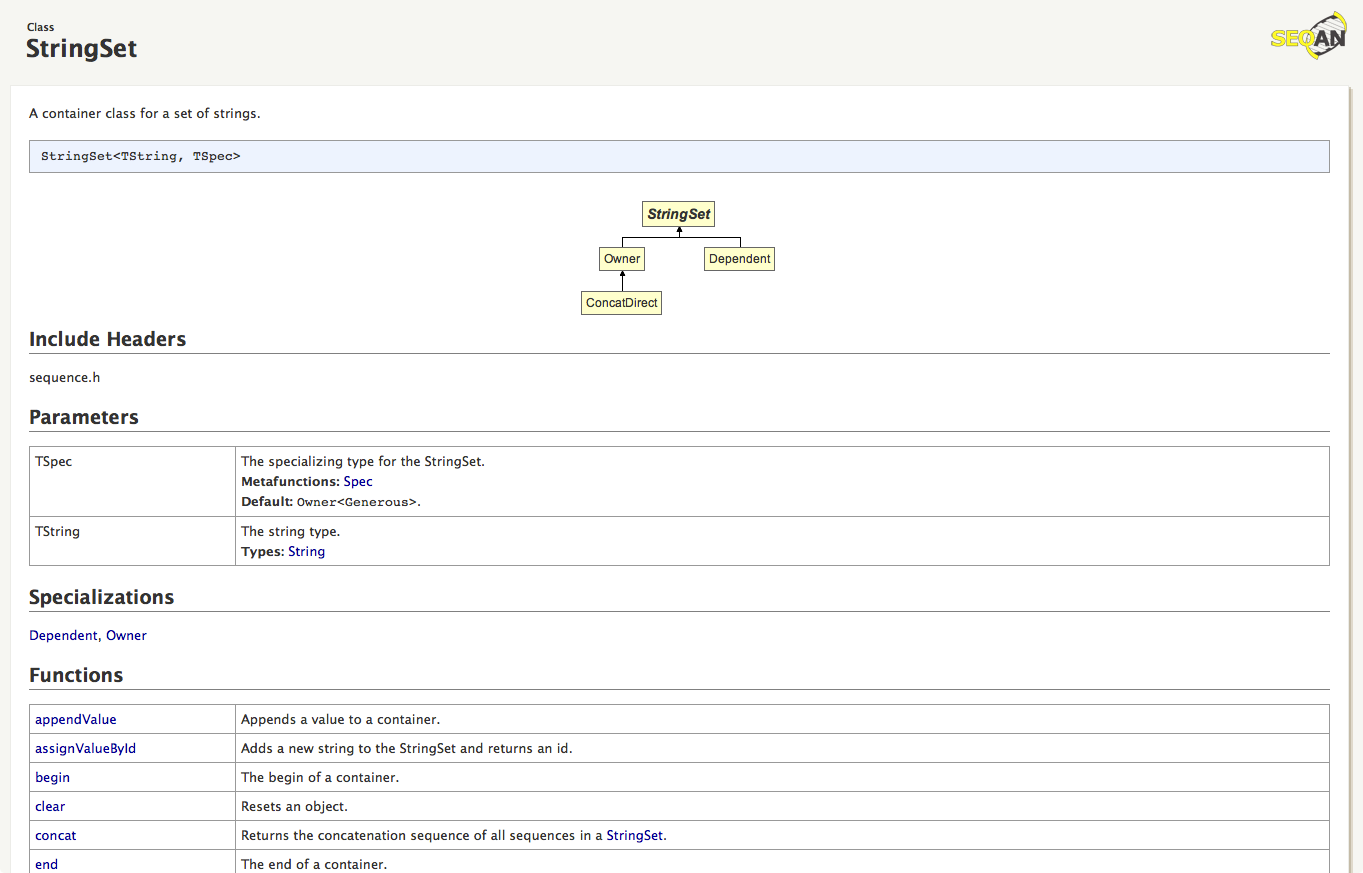 Class
StringSet
SEQAN
A container class for a set of strings.
StringSet<TString, TSpec>
StringSet
Owner
Dependent
ConcatDirect
Include Headers
sequence.h
Parameters
TSpec
The specializing type for the StringSet.
Metafunctions: Spec
Default: Owner<Generous>.
TString
The string type.
Types: String
Specializations
Dependent, Owner
Functions
appendValue Appends a value to a container.
assignValueById Adds a new string to the StringSet and returns an id.
begin The begin of a container.
clear Resets an object.
concat Returns the concatenation sequence of all sequences in a StringSet.
end The end of a container.